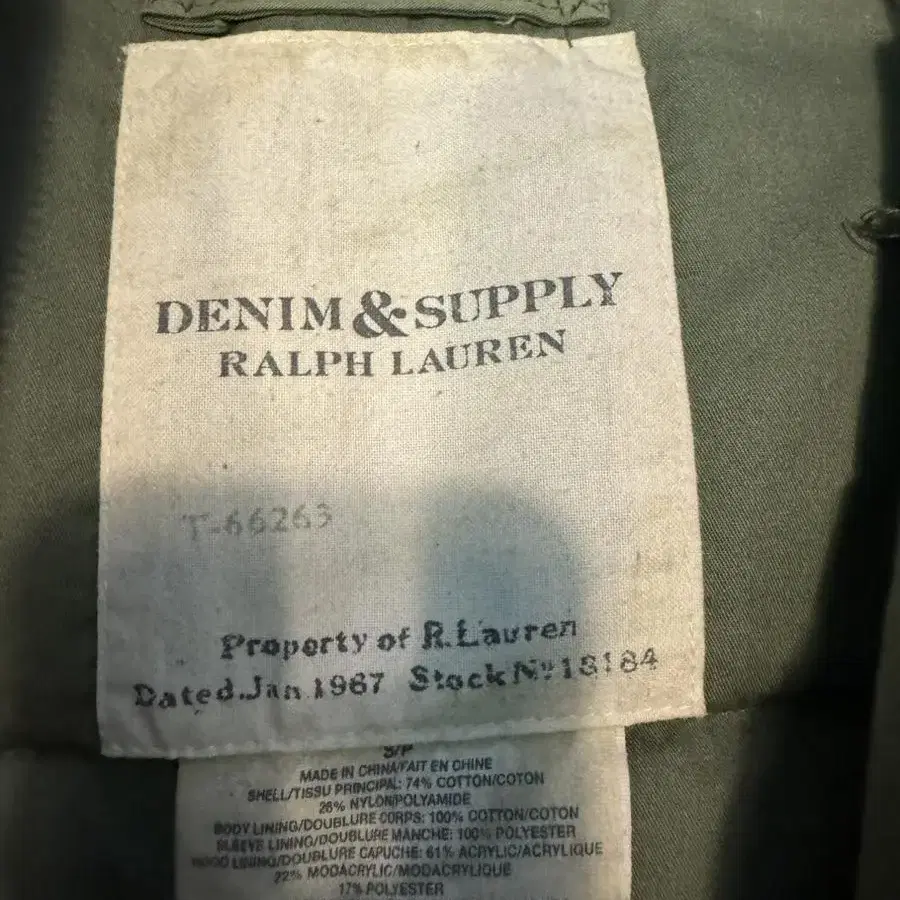 DENIM & SUPPLY
RALPH LAUREN
T-66263
Property of R.Lauren
Dated.Jan.1967 Stock Nº 18184
S/P
MADE IN CHINA/FAIT EN CHINE
SHELL/TISSU PRINCIPAL: 74% COTTON/COTON
26% NYLON/POLYAMIDE
BODY LINING/DOUBLURE CORPS: 100% COTTON/COTON
SLEEVE LINING/DOUBLURE MANCHE: 100% POLYESTER
HOOD LINING/DOUBLURE CAPUCHE: 61% ACRYLIC/ACRYLIQUE
22% MODACRYLIC/MODACRYLIQUE
17% POLYESTER